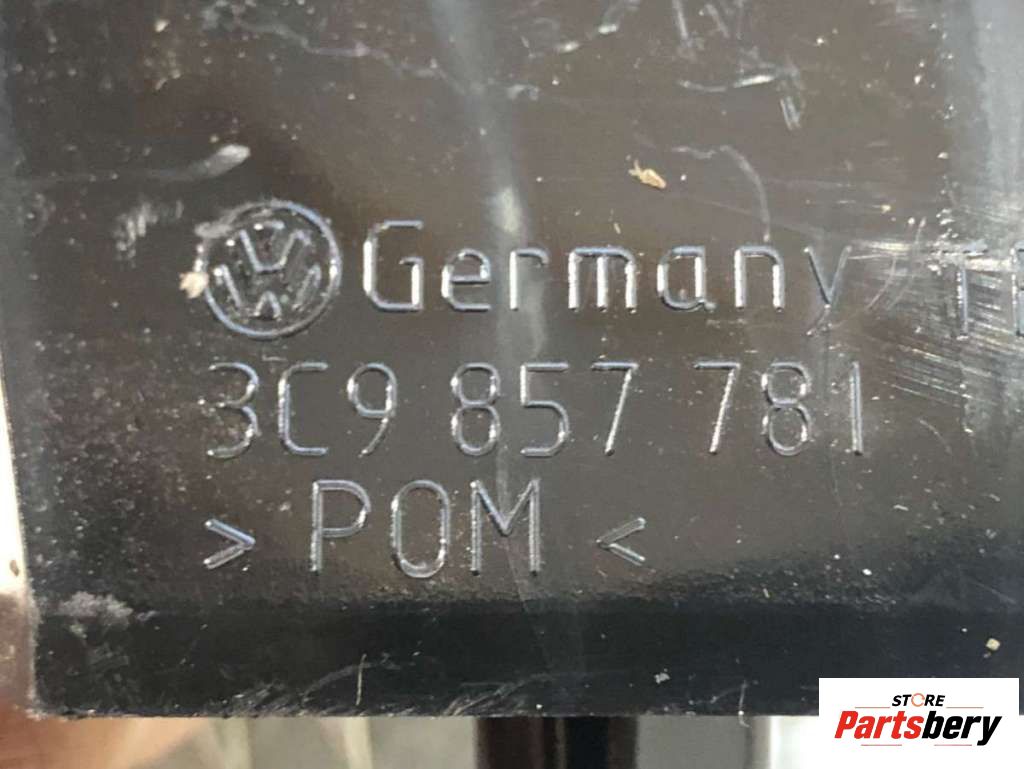 Germany
3C9 857 781
> POM <
STORE
Partsbery